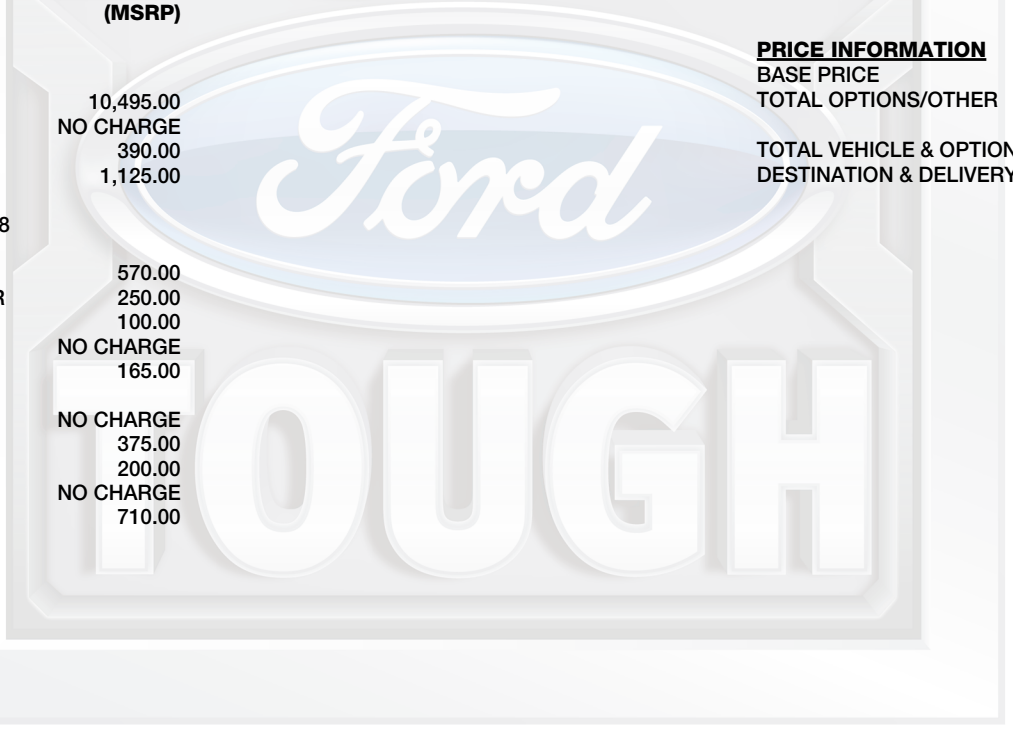 (MSRP)
10,495.00
NO CHARGE
390.00
1,125.00
8
570.00
R 250.00
100.00
NO CHARGE
165.00
NO CHARGE
375.00
200.00
NO CHARGE
710.00
PRICE INFORMATION
BASE PRICE
TOTAL OPTIONS/OTHER
TOTAL VEHICLE & OPTION
DESTINATION & DELIVERY
Ford
TOUGH